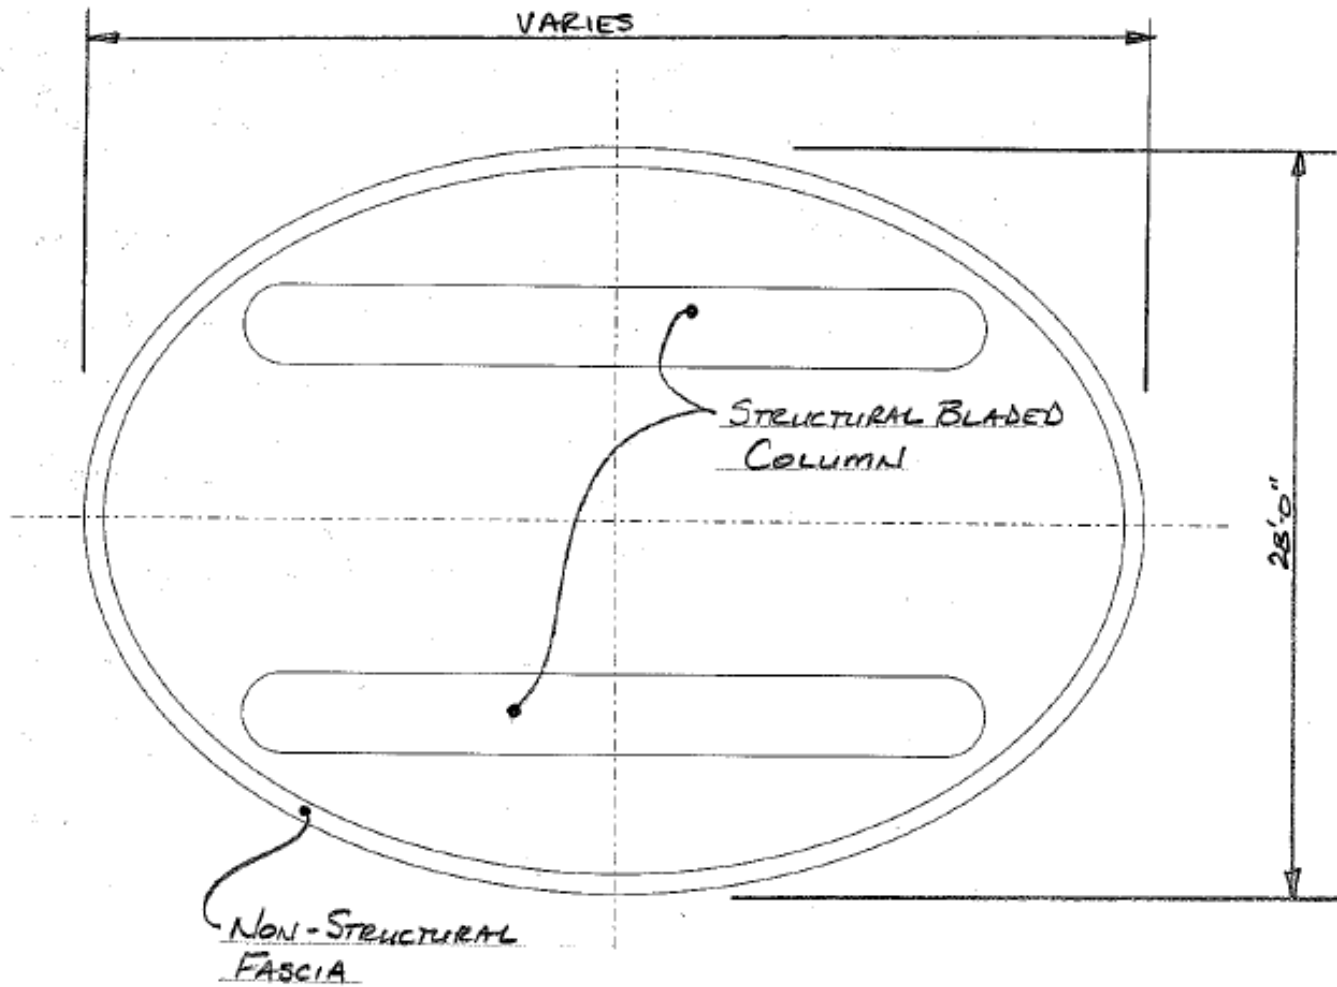 VARIES
STRUCTURAL BLADED
COLUMN
28'0"
NON-STRUCTURAL
FASCIA